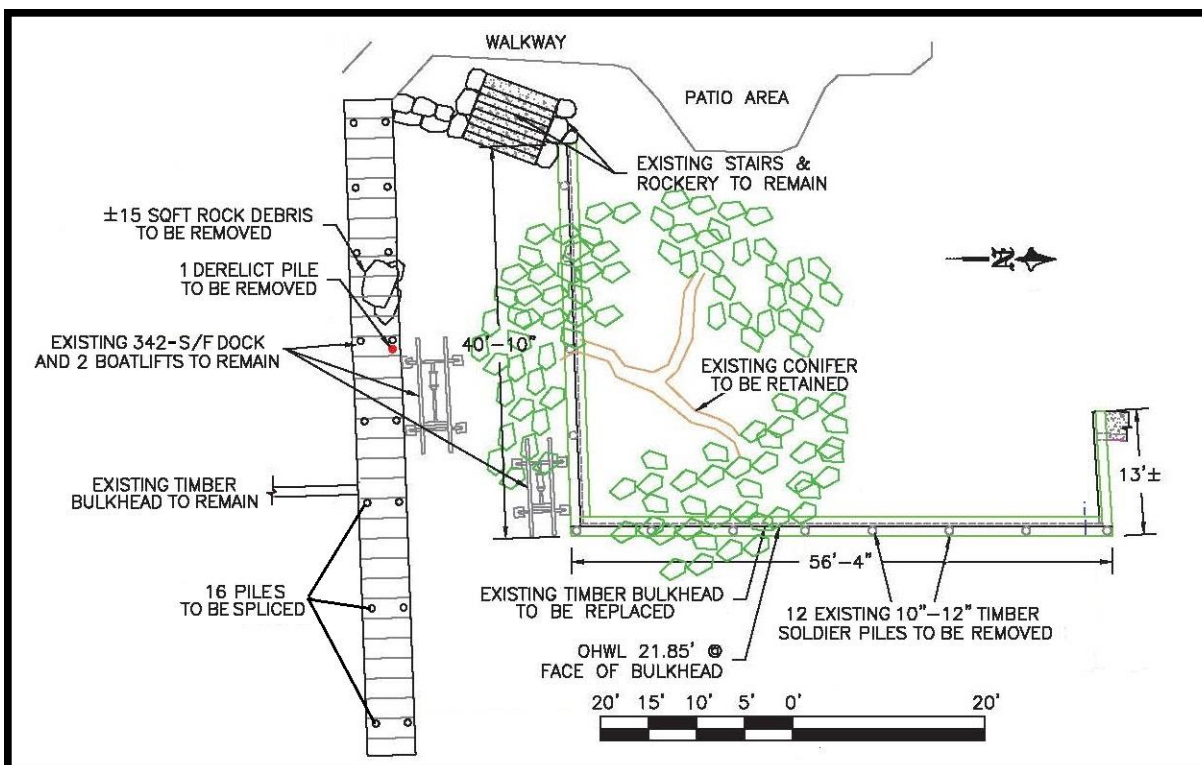 WALKWAY
PATIO AREA
EXISTING STAIRS &
ROCKERY TO REMAIN
±15 SQFT ROCK DEBRIS
TO BE REMOVED
1 DERELICT PILE
TO BE REMOVED
EXISTING 342-S/F DOCK
AND 2 BOATLIFTS TO REMAIN
40'-10"
N
EXISTING CONIFER
TO BE RETAINED
EXISTING TIMBER
BULKHEAD TO REMAIN
13'±
56'-4"
16 PILES
TO BE SPLICED
EXISTING TIMBER BULKHEAD
TO BE REPLACED
12 EXISTING 10"-12" TIMBER
SOLDIER PILES TO BE REMOVED
OHWL 21.85' @
FACE OF BULKHEAD
20' 15' 10' 5' 0' 20'